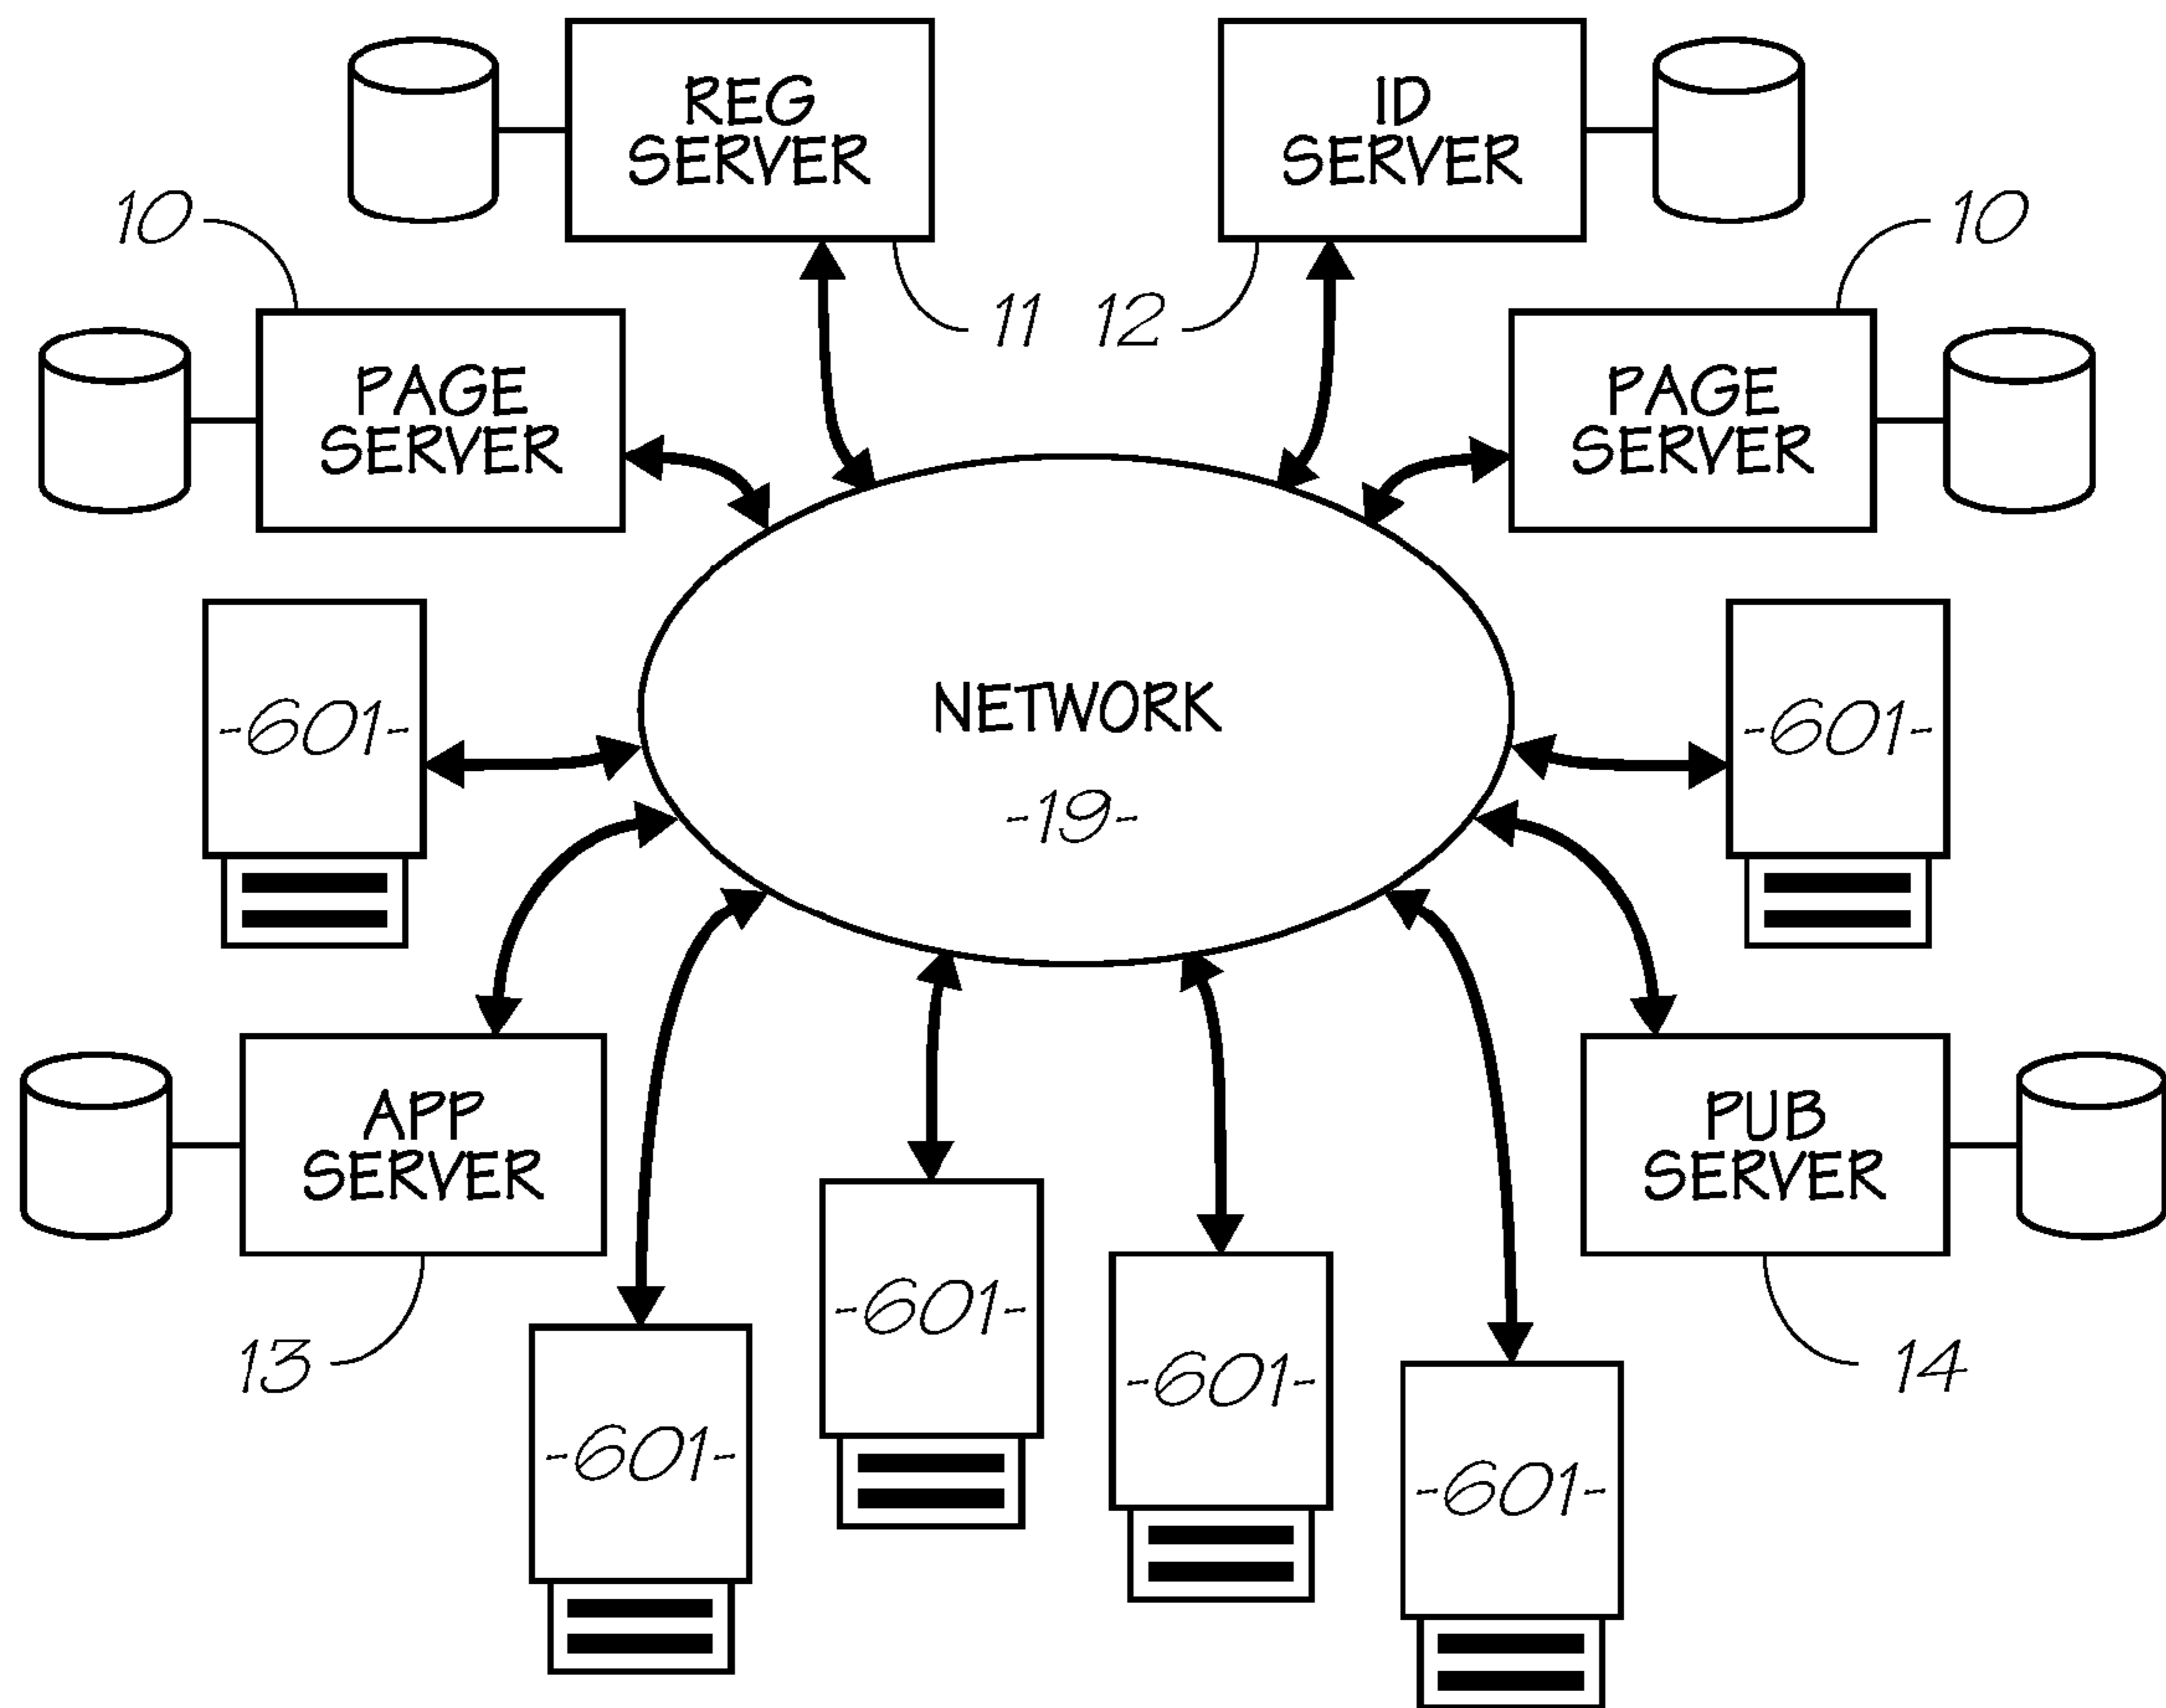 REG
SERVER
ID
SERVER
10
10
11
12
PAGE
SERVER
PAGE
SERVER
-601-
NETWORK
-19-
-601-
APP
SERVER
PUB
SERVER
13
-601-
-601-
-601-
-601-
14